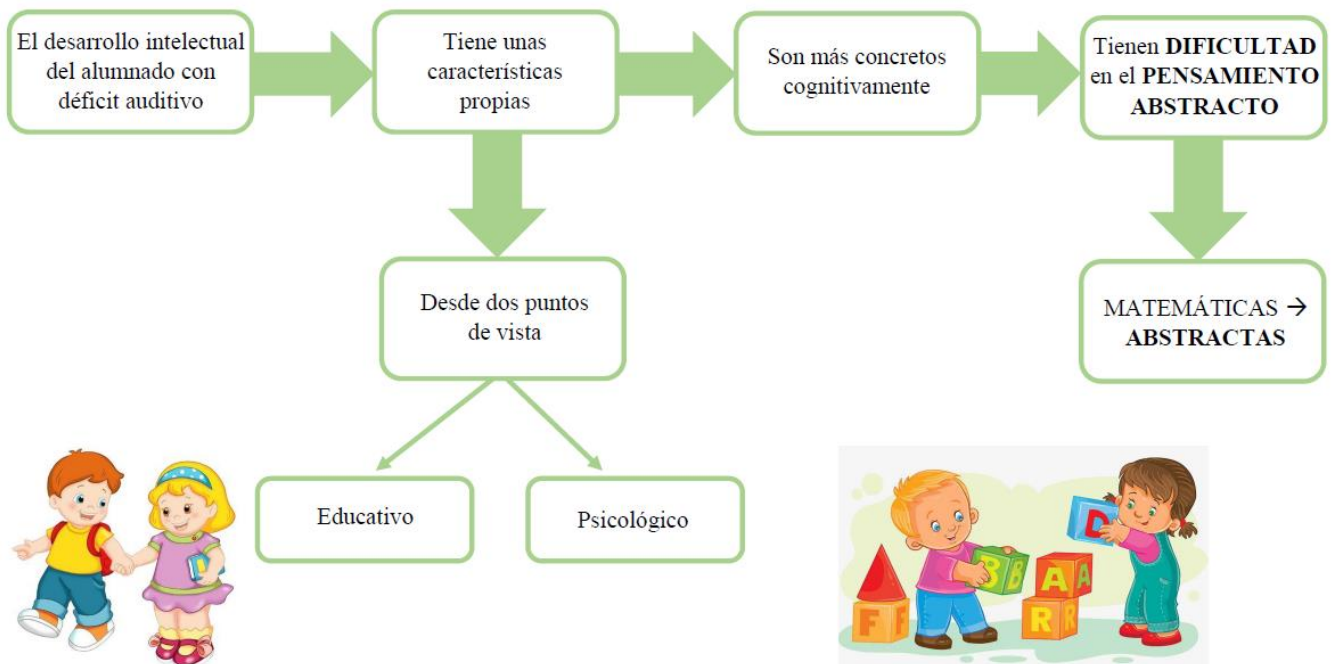 El desarrollo intelectual
del alumnado con
déficit auditivo
Tiene unas
característicias
propias
Son más concretos
cognitivamente
Tienen DIFICULTAD
en el PENSAMIENTO
ABSTRACTO
Desde dos puntos
de vista
MATEMÁTICAS →
ABSTRACTAS
Educativo
Psicológico
F F
B B
A A
R R
D